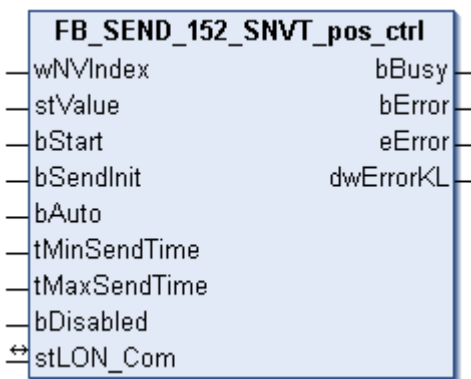 FB_SEND_152_SNVT_pos_ctrl
wNVIndex bBusy
stValue bError
bStart eError
bSendInit dwErrorKL
bAuto
tMinSendTime
tMaxSendTime
bDisabled
stLON_Com